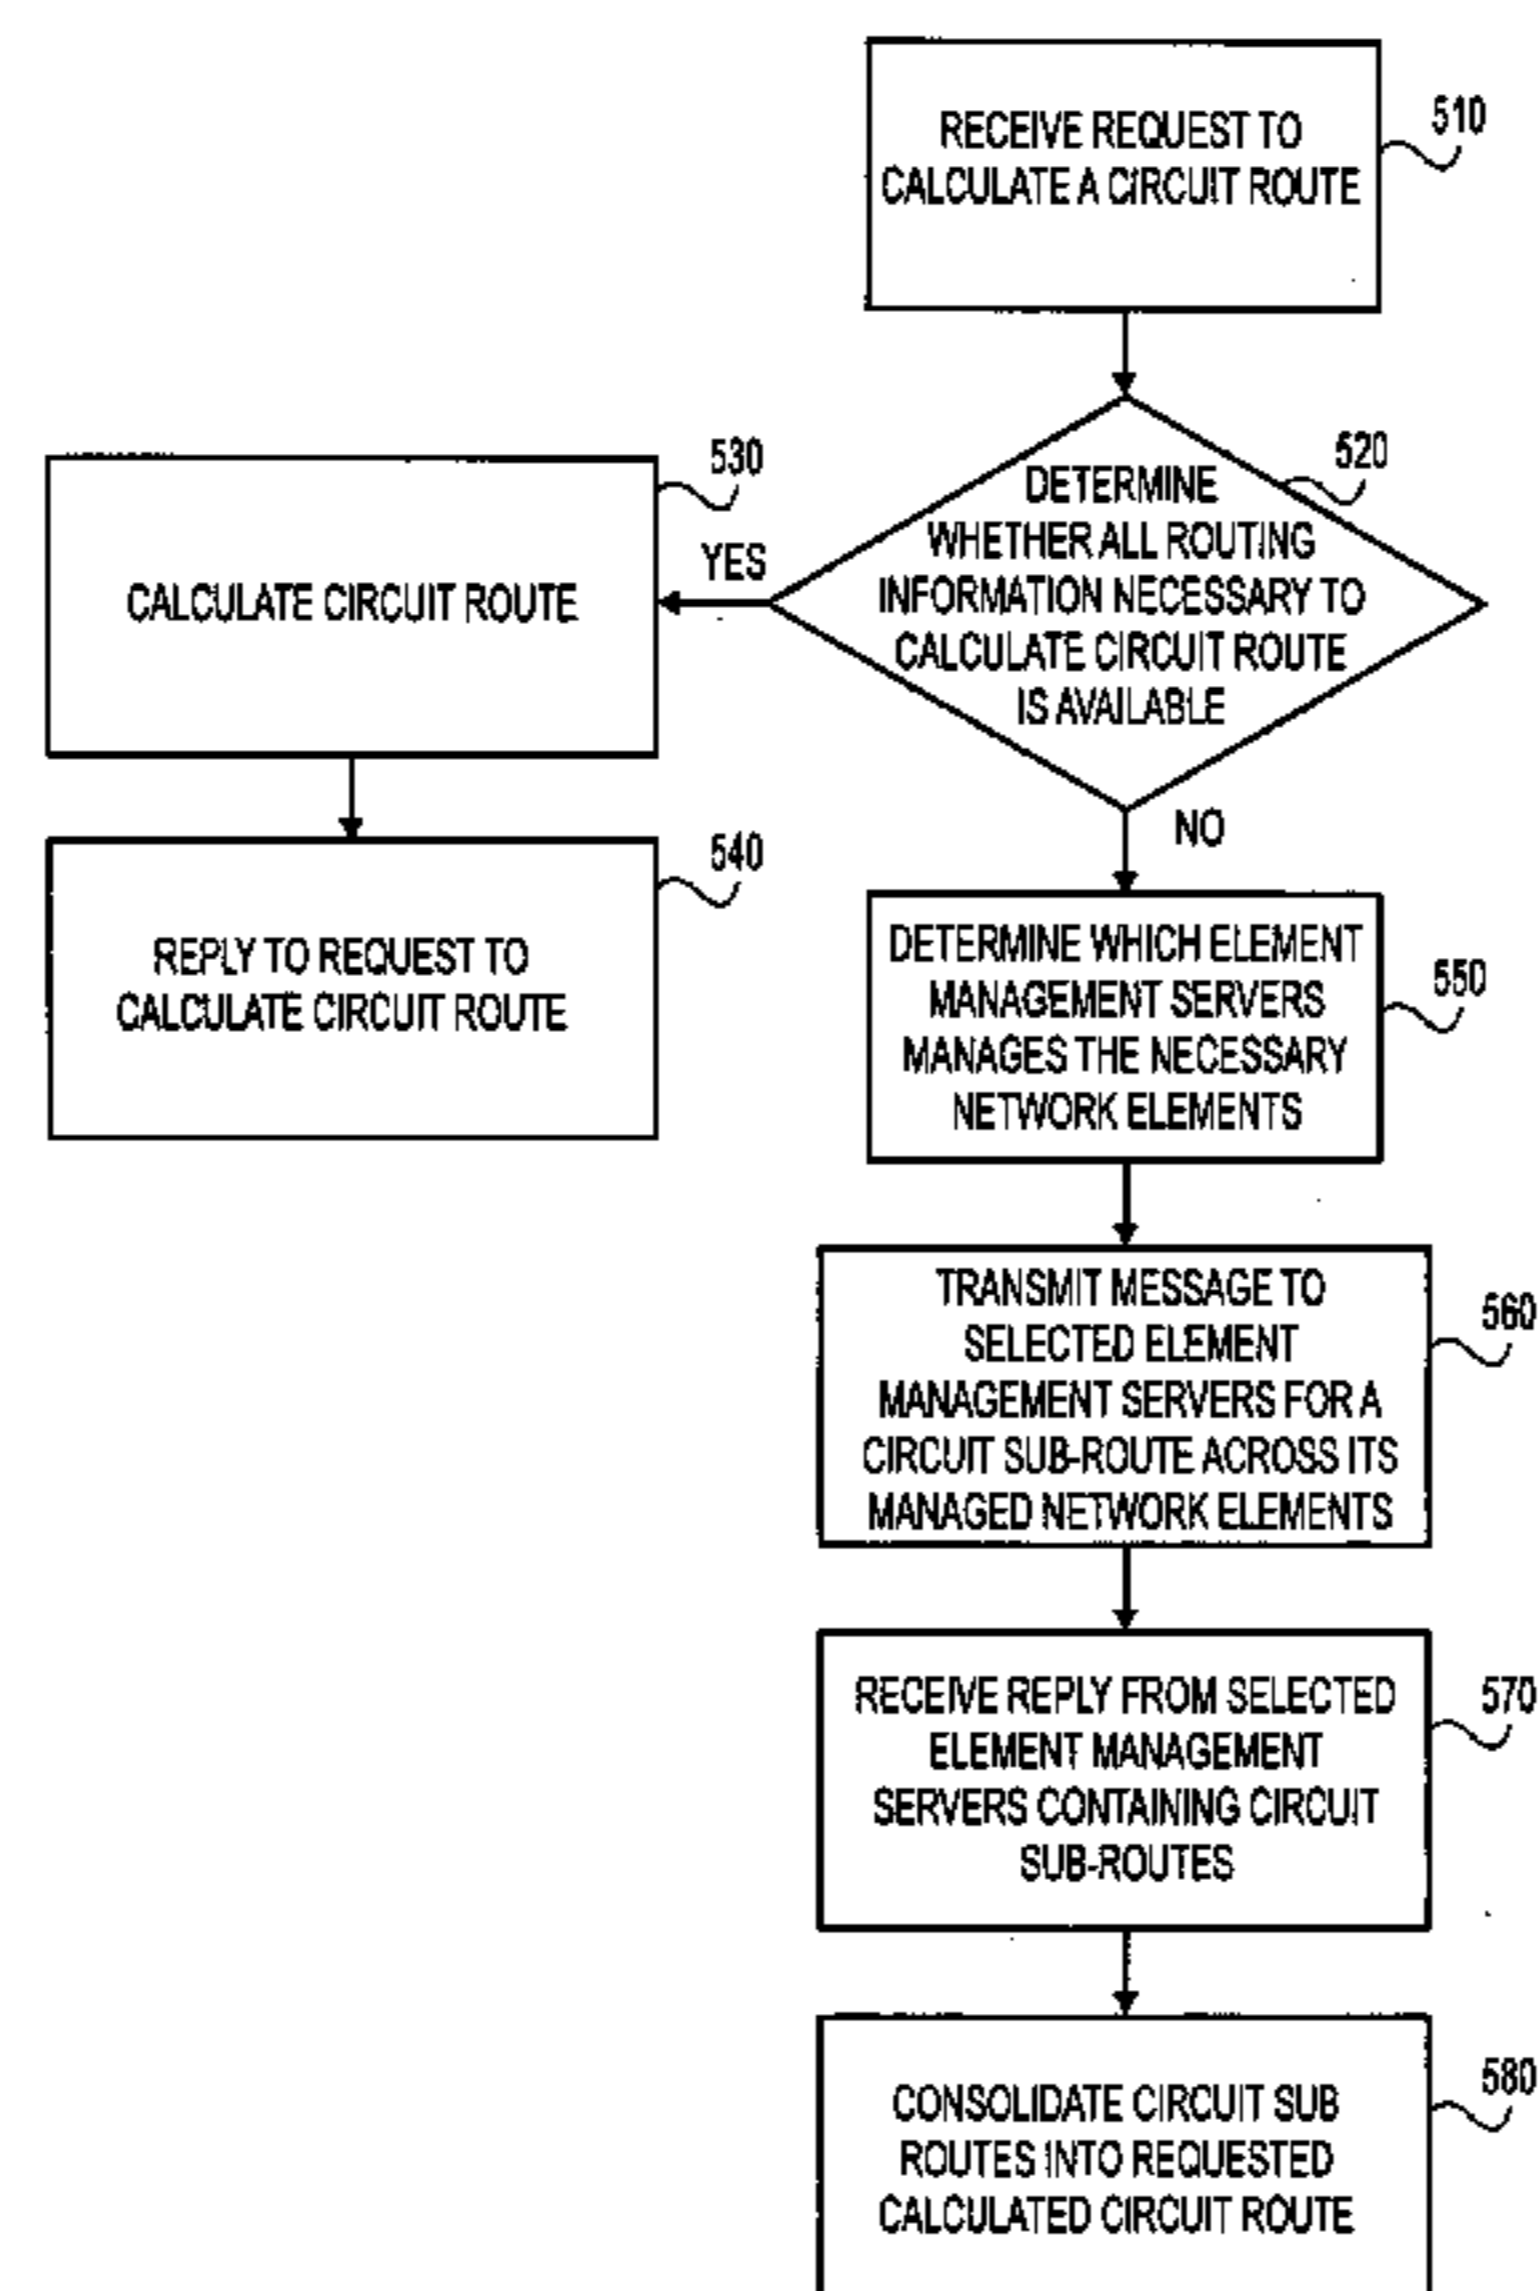 RECEIVE REQUEST TO
CALCULATE A CIRCUIT ROUTE
510
DETERMINE
WHETHER ALL ROUTING
INFORMATION NECESSARY TO
CALCULATE CIRCUIT ROUTE
IS AVAILABLE
520
YES
530
CALCULATE CIRCUIT ROUTE
540
REPLY TO REQUEST TO
CALCULATE CIRCUIT ROUTE
NO
DETERMINE WHICH ELEMENT
MANAGEMENT SERVERS
MANAGES THE NECESSARY
NETWORK ELEMENTS
550
TRANSMIT MESSAGE TO
SELECTED ELEMENT
MANAGEMENT SERVERS FOR A
CIRCUIT SUB-ROUTE ACROSS ITS
MANAGED NETWORK ELEMENTS
560
RECEIVE REPLY FROM SELECTED
ELEMENT MANAGEMENT
SERVERS CONTAINING CIRCUIT
SUB-ROUTES
570
CONSOLIDATE CIRCUIT SUB
ROUTES INTO REQUESTED
CALCULATED CIRCUIT ROUTE
580